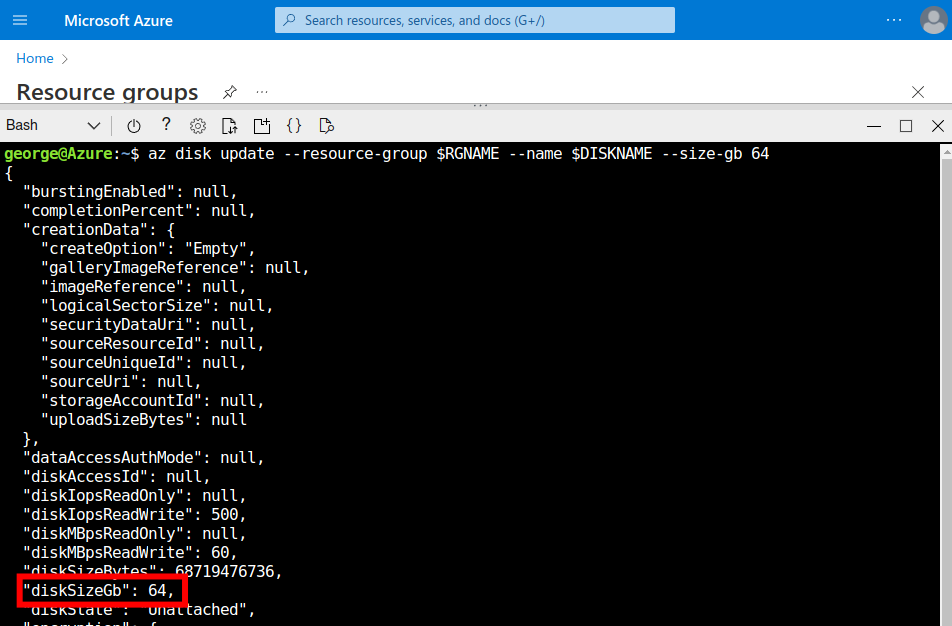 Microsoft Azure
Search resources, services, and docs (G+/)
...
Home >
Resource groups ...
...
Bash ? {}
george@Azure:~$ az disk update --resource-group $RGNAME --name $DISKNAME --size-gb 64
{
  "burstingEnabled": null,
  "completionPercent": null,
  "creationData": {
    "createOption": "Empty",
    "galleryImageReference": null,
    "imageReference": null,
    "logicalSectorSize": null,
    "securityDataUri": null,
    "sourceResourceId": null,
    "sourceUniqueId": null,
    "sourceUri": null,
    "storageAccountId": null,
    "uploadSizeBytes": null
  },
  "dataAccessAuthMode": null,
  "diskAccessId": null,
  "diskIopsReadOnly": null,
  "diskIopsReadWrite": 500,
  "diskMBpsReadOnly": null,
  "diskMBpsReadWrite": 60,
  "diskSizeBytes": 68719476736,
  "diskSizeGb": 64,
  "diskState": "Unattached",
  "encryption": {